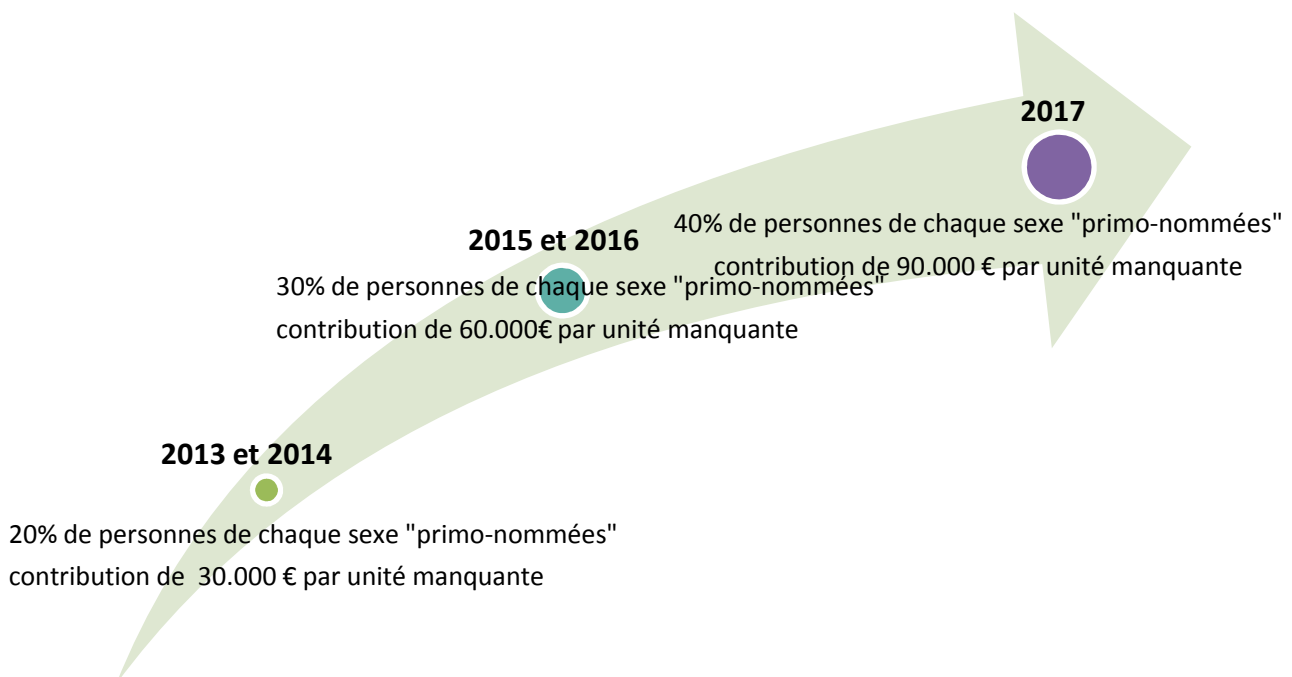 2017
40% de personnes de chaque sexe "primo-nommées"
contribution de 90.000 € par unité manquante
2015 et 2016
30% de personnes de chaque sexe "primo-nommées"
contribution de 60.000€ par unité manquante
2013 et 2014
20% de personnes de chaque sexe "primo-nommées"
contribution de  30.000 € par unité manquante